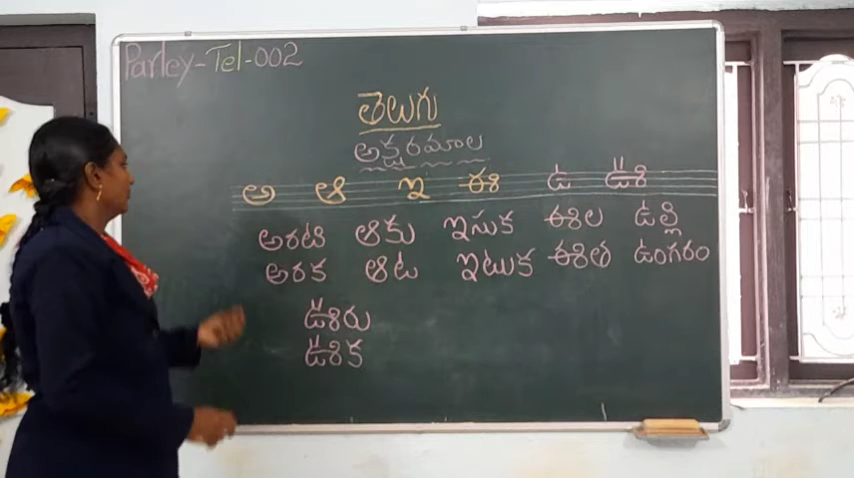 Parley-Tel-002
తెలుగు
అక్షరమాల
అ ఆ ఇ ఈ ఉ ఊ
అరటి ఆకు ఇసుక ఈల ఉల్లి
అరక ఆట ఇటుక ఈత ఉంగరం
ఊరు
ఊక